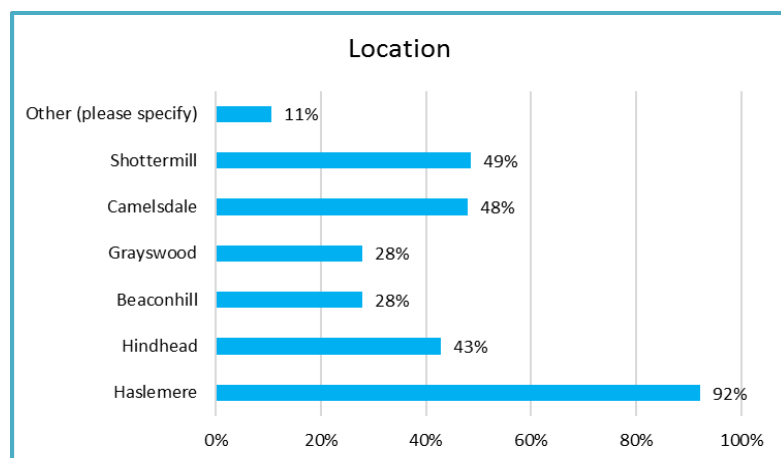 Location
Other (please specify) 11%
Shottermill 49%
Camelsdale 48%
Grayswood 28%
Beaconhill 28%
Hindhead 43%
Haslemere 92%
0% 20% 40% 60% 80% 100%